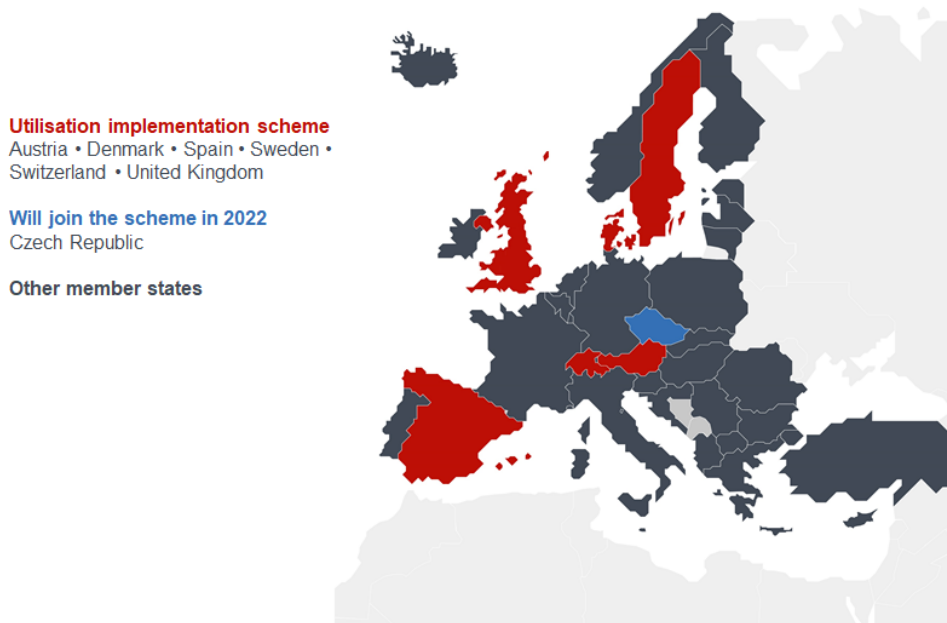 Utilisation implementation scheme
Austria • Denmark • Spain • Sweden •
Switzerland • United Kingdom
Will join the scheme in 2022
Czech Republic
Other member states